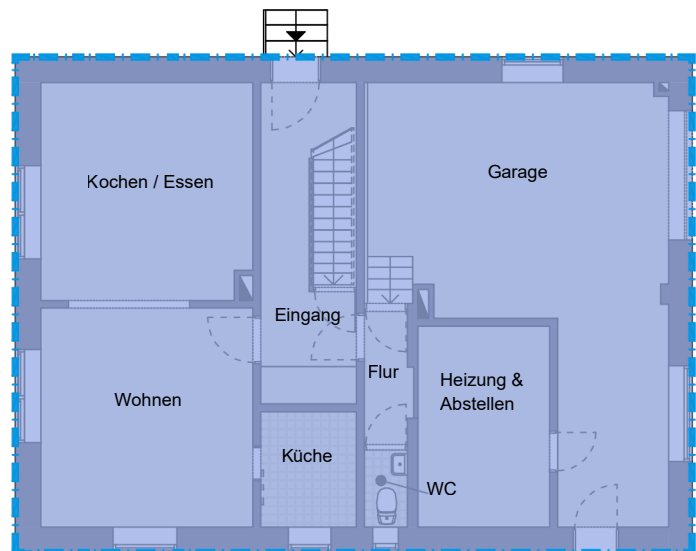 Kochen / Essen
Garage
Eingang
Flur
Wohnen
Heizung &
Abstellen
Küche
WC